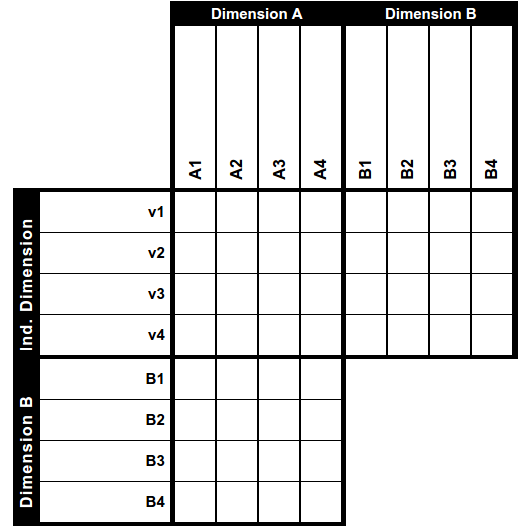 Dimension A
Dimension B
A1
A2
A3
A4
B1
B2
B3
B4
Ind. Dimension
v1
v2
v3
v4
Dimension B
B1
B2
B3
B4